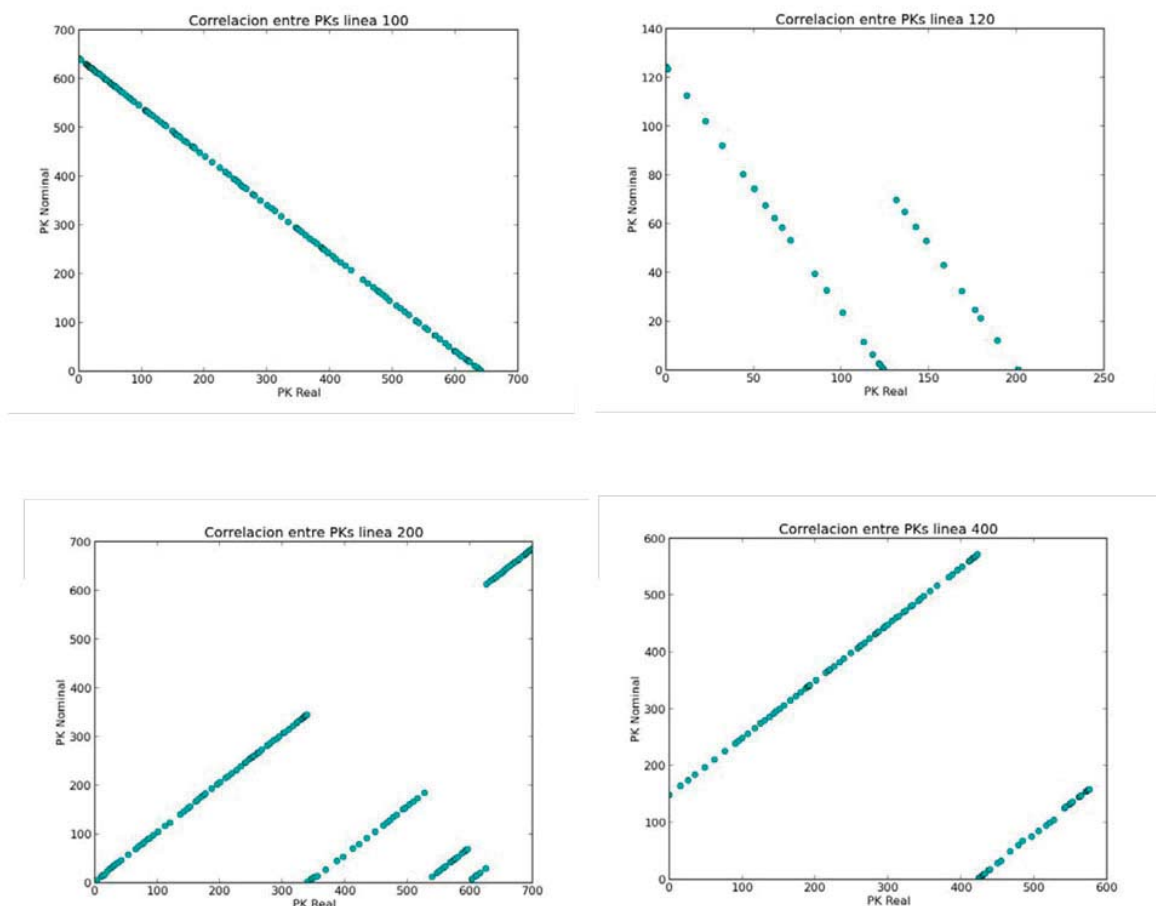 Correlacion entre PKs linea 100
700
600
500
400
300
200
100
0
PK Nominal
0 100 200 300 400 500 600 700
PK Real
Correlacion entre PKs linea 120
140
120
100
80
60
40
20
0
PK Nominal
0 50 100 150 200 250
PK Real
Correlacion entre PKs linea 200
700
600
500
400
300
200
100
0
PK Nominal
0 100 200 300 400 500 600 700
PK Real
Correlacion entre PKs linea 400
600
500
400
300
200
100
0
PK Nominal
0 100 200 300 400 500 600
PK Real